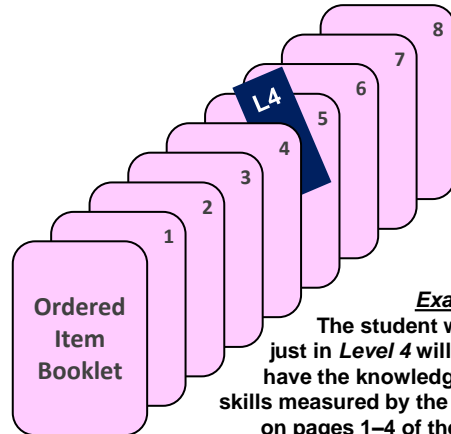 8
7
6
L4
5
4
3
2
1
Ordered
Item
Booklet
The student
just in Level 4 will
have the
skills measured by the
on pages 1–4 of the